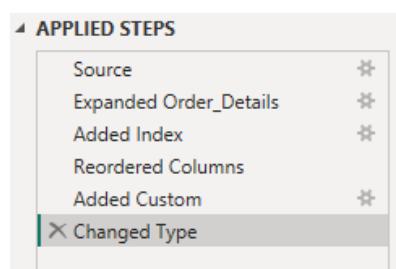 APPLIED STEPS
Source
Expanded Order_Details
Added Index
Reordered Columns
Added Custom
Changed Type